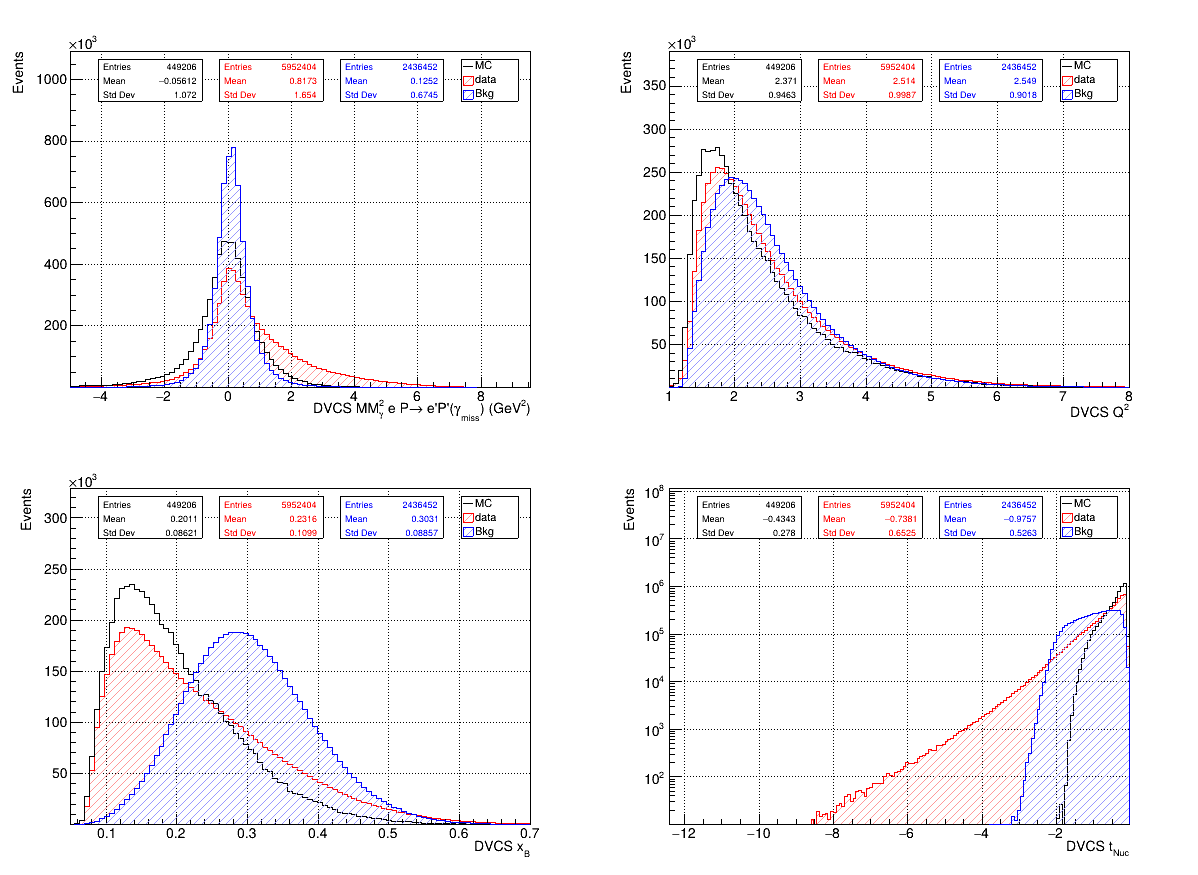 ×10³
Events
Entries 449206
Mean −0.05612
Std Dev 1.072
Entries 5952404
Mean 0.8173
Std Dev 1.654
Entries 2436452
Mean 0.1252
Std Dev 0.6745
MC
data
Bkg
1000
800
600
400
200
−4 −2 0 2 4 6 8
DVCS MM²γ e P→ e'P'(γmiss) (GeV²)
×10³
Events
Entries 449206
Mean 2.371
Std Dev 0.9463
Entries 5952404
Mean 2.514
Std Dev 0.9987
Entries 2436452
Mean 2.549
Std Dev 0.9018
MC
data
Bkg
350
300
250
200
150
100
50
1 2 3 4 5 6 7 8
DVCS Q²
×10³
Events
Entries 449206
Mean 0.2011
Std Dev 0.08621
Entries 5952404
Mean 0.2316
Std Dev 0.1099
Entries 2436452
Mean 0.3031
Std Dev 0.08857
MC
data
Bkg
300
250
200
150
100
50
0.1 0.2 0.3 0.4 0.5 0.6 0.7
DVCS xB
Events
Entries 449206
Mean −0.4343
Std Dev 0.278
Entries 5952404
Mean −0.7381
Std Dev 0.6525
Entries 2436452
Mean −0.9757
Std Dev 0.5263
MC
data
Bkg
10⁸
10⁷
10⁶
10⁵
10⁴
10³
10²
−12 −10 −8 −6 −4 −2
DVCS tNuc